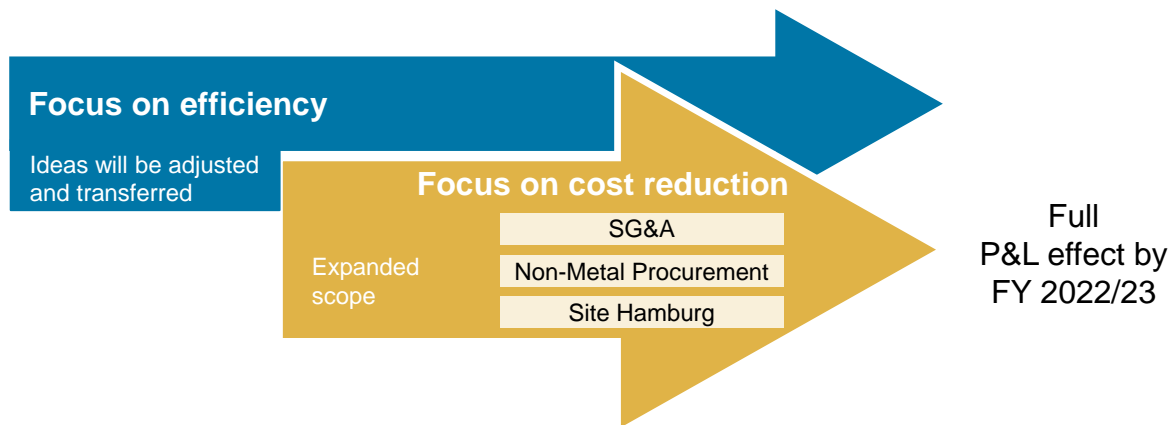 Focus on efficiency
Ideas will be adjusted
and transferred
Focus on cost reduction
Expanded
scope
SG&A
Non-Metal Procurement
Site Hamburg
Full
P&L effect by
FY 2022/23